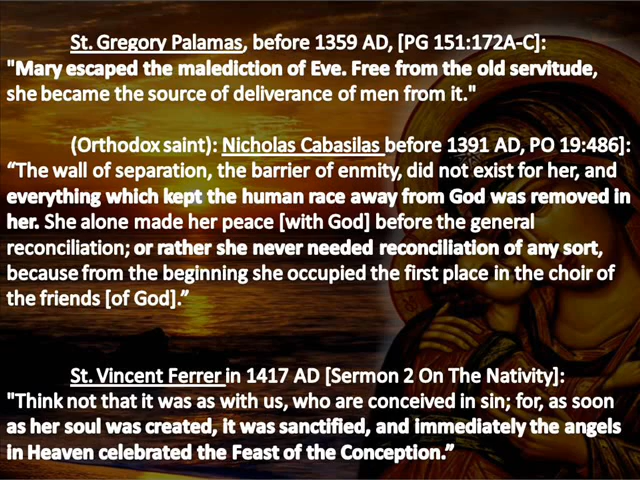 St. Gregory Palamas, before 1359 AD, [PG 151:172A-C]:
"Mary escaped the malediction of Eve. Free from the old servitude,
she became the source of deliverance of men from it."
(Orthodox saint): Nicholas Cabasilas before 1391 AD, PO 19:486]:
“The wall of separation, the barrier of enmity, did not exist for her, and
everything which kept the human race away from God was removed in
her. She alone made her peace [with God] before the general
reconciliation; or rather she never needed reconciliation of any sort,
because from the beginning she occupied the first place in the choir of
the friends [of God].”
St. Vincent Ferrer in 1417 AD [Sermon 2 On The Nativity]:
"Think not that it was as with us, who are conceived in sin; for, as soon
as her soul was created, it was sanctified, and immediately the angels
in Heaven celebrated the Feast of the Conception.”